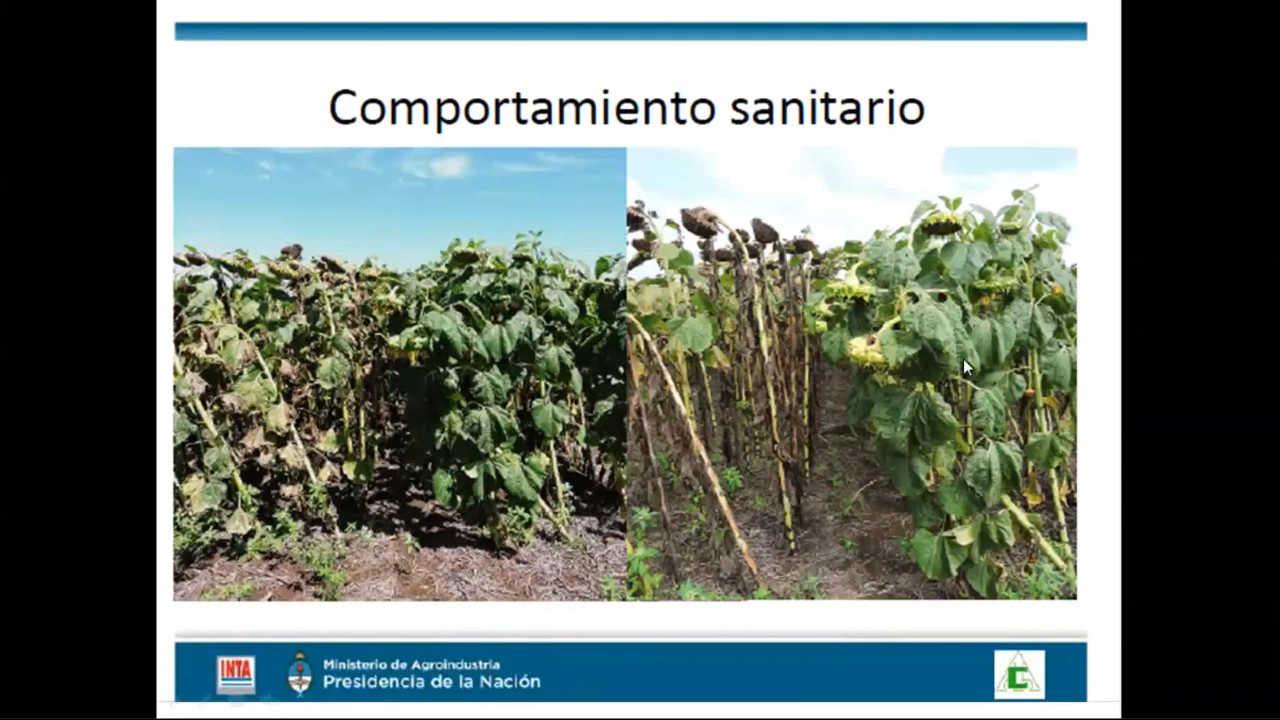 Comportamiento sanitario
INTA
Ministerio de Agroindustria
Presidencia de la Nación